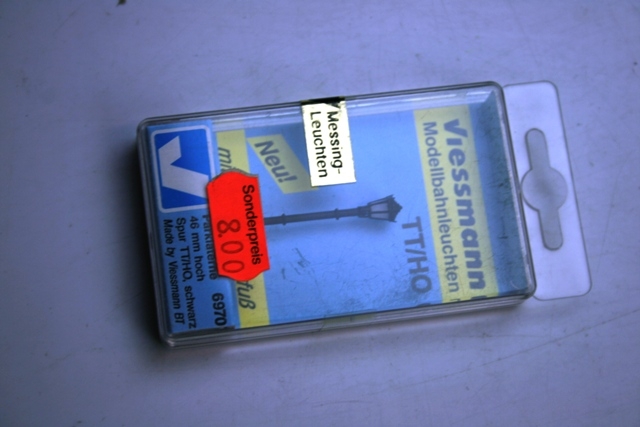 Viessmann
Modellbahnleuchten
TT/HO
Messing-
Leuchten
Neu!
Sonderpreis
8.00
6970
46 mm hoch
Spur TT/HO, schwarz
Made by Viessmann BT